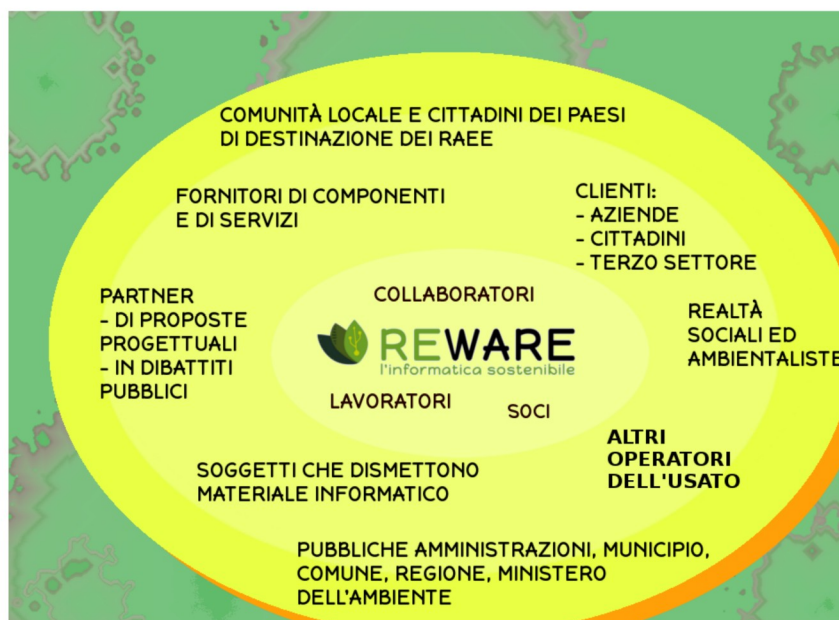 COMUNITÀ LOCALE E CITTADINI DEI PAESI
DI DESTINAZIONE DEI RAEE
FORNITORI DI COMPONENTI
E DI SERVIZI
CLIENTI:
- AZIENDE
- CITTADINI
- TERZO SETTORE
PARTNER
- DI PROPOSTE
PROGETTUALI
- IN DIBATTITI
PUBBLICI
COLLABORATORI
REWARE
l'informatica sostenibile
LAVORATORI
SOCI
REALTÀ
SOCIALI ED
AMBIENTALISTE
ALTRI
OPERATORI
DELL'USATO
SOGGETTI CHE DISMETTONO
MATERIALE INFORMATICO
PUBBLICHE AMMINISTRAZIONI, MUNICIPIO,
COMUNE, REGIONE, MINISTERO
DELL'AMBIENTE